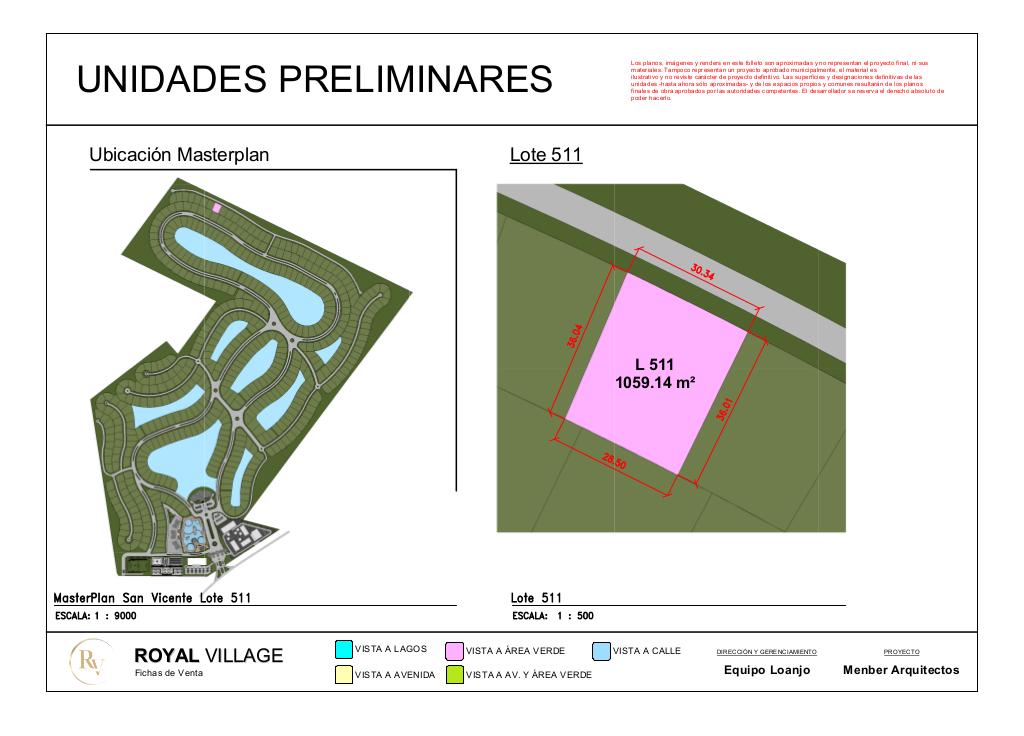 UNIDADES PRELIMINARES
Los planos, imágenes y renders en este folleto son aproximadas y no representan el proyecto final, ni sus
materiales. Tampoco representan un proyecto aprobado municipalmente, el material es
ilustrativo y no reviste carácter de proyecto definitivo. Las superficies y designaciones definitivas de las
unidades -hasta ahora sólo aproximadas- y de los espacios propios y comunes resultarán de los planos
finales de obra aprobados por las autoridades competentes. El desarrollador se reserva el derecho absoluto de
poder hacerlo.
Ubicación Masterplan
Lote 511
30.34
36.04
L 511
1059.14 m²
36.01
28.50
MasterPlan San Vicente Lote 511
ESCALA: 1 : 9000
Lote 511
ESCALA: 1 : 500
RV
ROYAL VILLAGE
Fichas de Venta
VISTA A LAGOS
VISTA A ÁREA VERDE
VISTA A CALLE
VISTA A AVENIDA
VISTA A AV. Y ÁREA VERDE
DIRECCIÓN Y GERENCIAMIENTO
Equipo Loanjo
PROYECTO
Menber Arquitectos